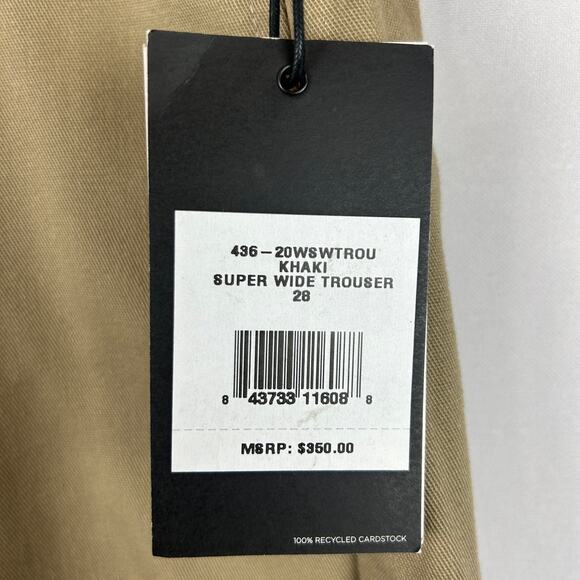 436-20WSWTROU
KHAKI
SUPER WIDE TROUSER
28
8 43733 11608 8
MSRP: $350.00
100% RECYCLED CARDSTOCK